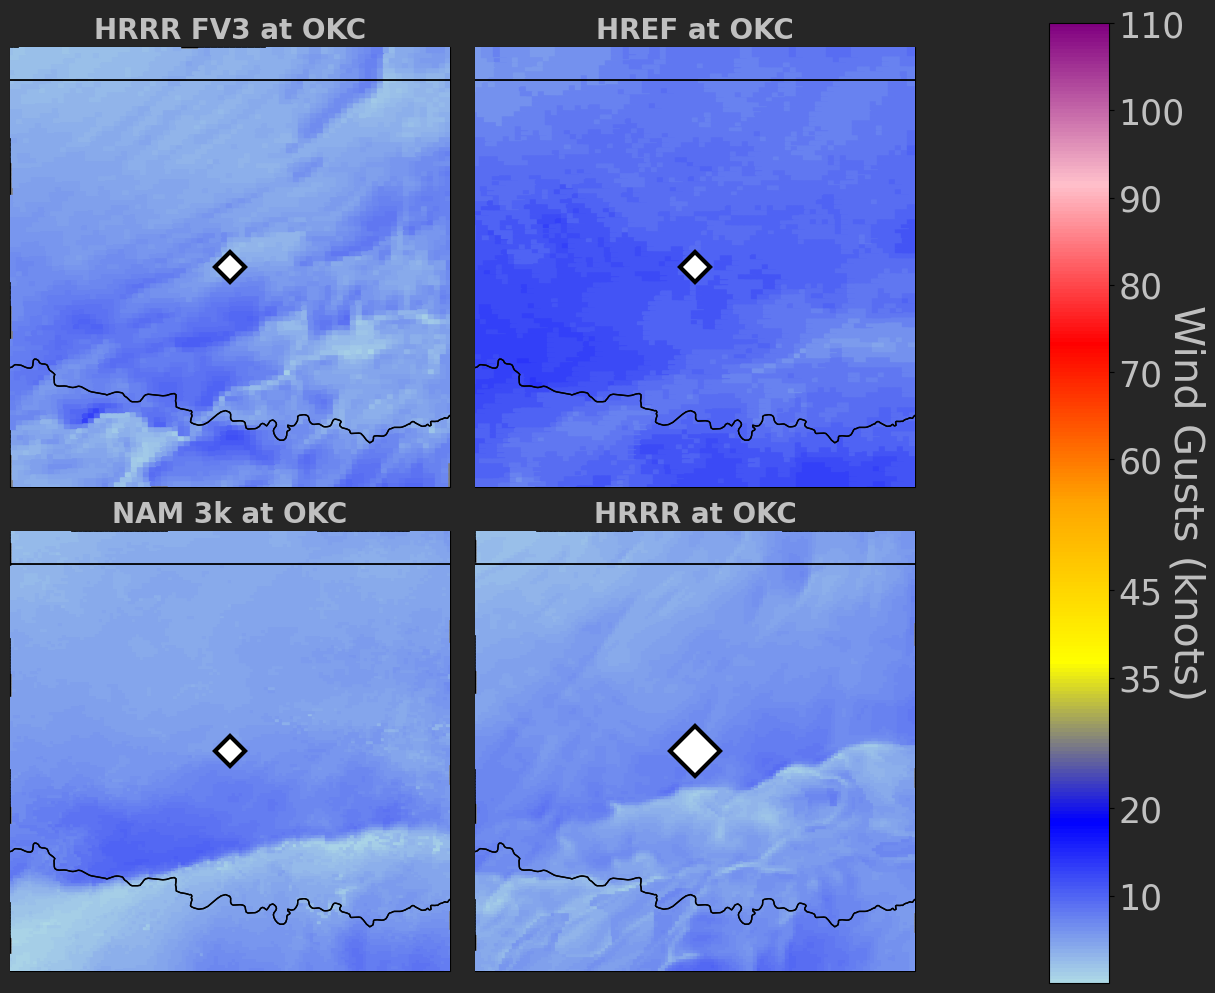 HRRR FV3 at OKC
HREF at OKC
NAM 3k at OKC
HRRR at OKC
110
100
90
80
70
60
45
35
20
10
Wind Gusts (knots)